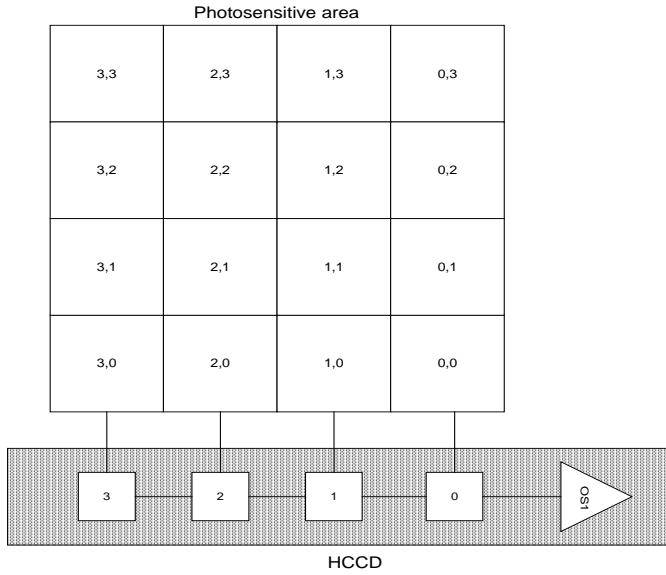 Photosensitive area
3,3 2,3 1,3 0,3
3,2 2,2 1,2 0,2
3,1 2,1 1,1 0,1
3,0 2,0 1,0 0,0
3 2 1 0 OS1
HCCD